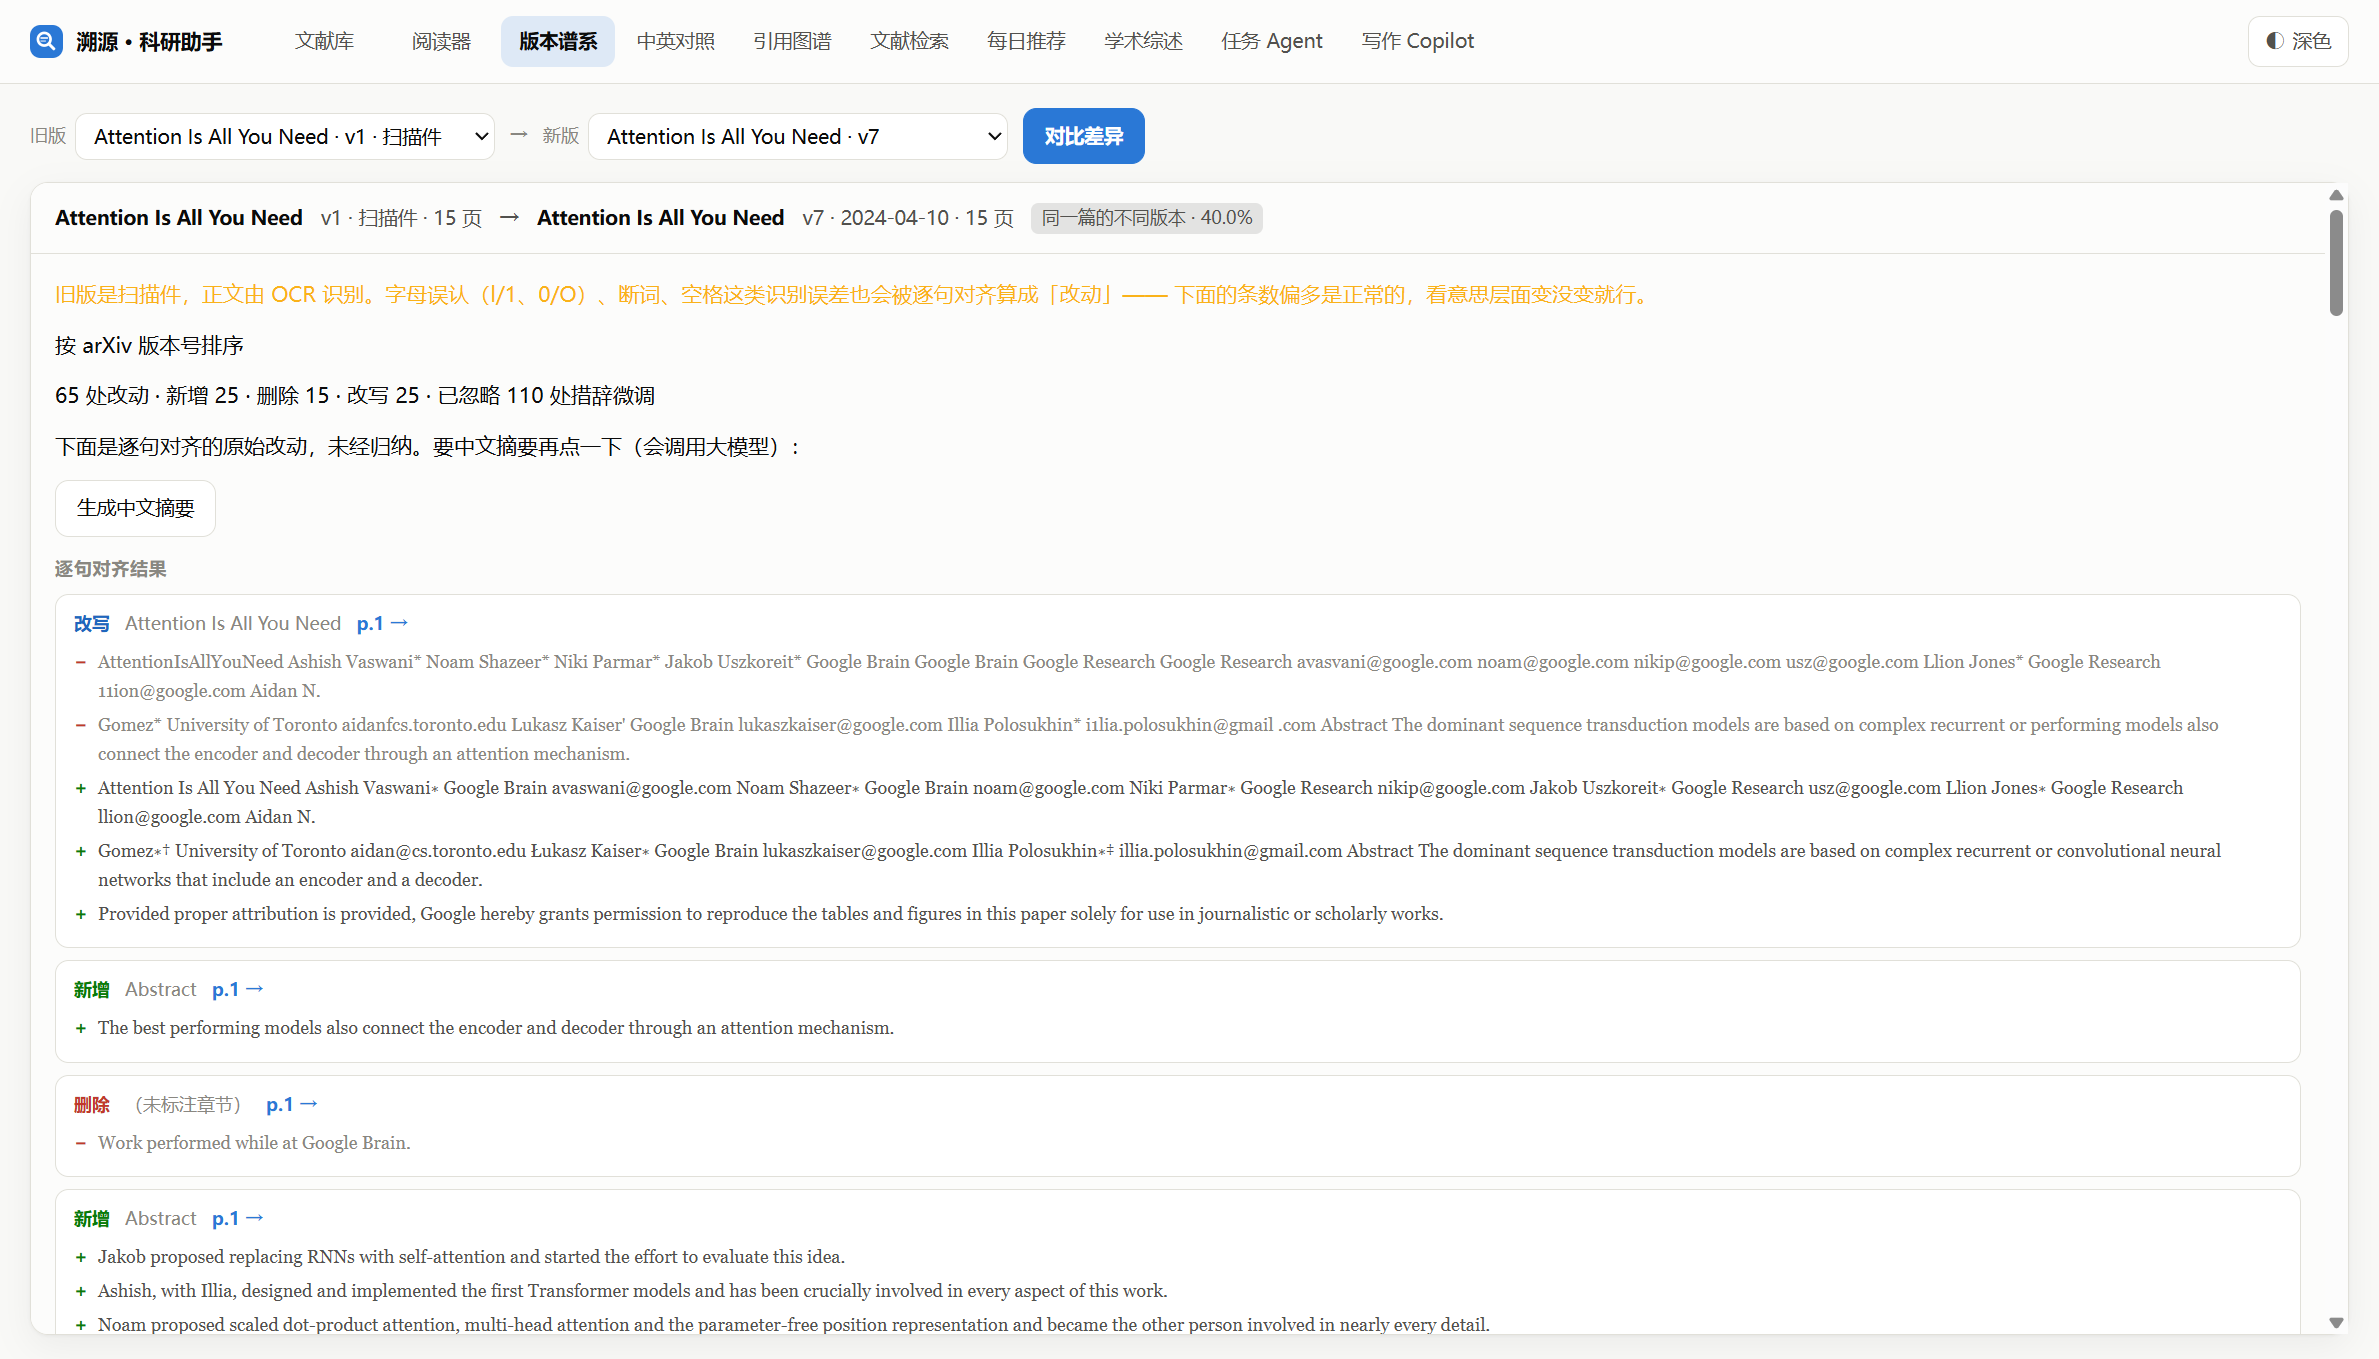 溯源·科研助手
文献库
阅读器
版本谱系
中英对照
引用图谱
文献检索
每日推荐
学术综述
任务 Agent
写作 Copilot
深色
旧版
Attention Is All You Need · v1 · 扫描件
→
新版
Attention Is All You Need · v7
对比差异
Attention Is All You Need v1 · 扫描件 · 15 页 → Attention Is All You Need v7 · 2024-04-10 · 15 页 同一篇的不同版本 · 40.0%
旧版是扫描件，正文由 OCR 识别。字母误认（l/1、0/O）、断词、空格这类识别误差也会被逐句对齐算成「改动」—— 下面的条数偏多是正常的，看意思层面变没变就行。
按 arXiv 版本号排序
65 处改动 · 新增 25 · 删除 15 · 改写 25 · 已忽略 110 处措辞微调
下面是逐句对齐的原始改动，未经归纳。要中文摘要再点一下（会调用大模型）：
生成中文摘要
逐句对齐结果
改写 Attention Is All You Need p.1 →
− AttentionIsAllYouNeed Ashish Vaswani* Noam Shazeer* Niki Parmar* Jakob Uszkoreit* Google Brain Google Brain Google Research Google Research avasvani@google.com noam@google.com nikip@google.com usz@google.com Llion Jones* Google Research
11ion@google.com Aidan N.
− Gomez* University of Toronto aidanfcs.toronto.edu Lukasz Kaiser' Google Brain lukaszkaiser@google.com Illia Polosukhin* i1lia.polosukhin@gmail .com Abstract The dominant sequence transduction models are based on complex recurrent or performing models also
connect the encoder and decoder through an attention mechanism.
+ Attention Is All You Need Ashish Vaswani∗ Google Brain avaswani@google.com Noam Shazeer∗ Google Brain noam@google.com Niki Parmar∗ Google Research nikip@google.com Jakob Uszkoreit∗ Google Research usz@google.com Llion Jones∗ Google Research
llion@google.com Aidan N.
+ Gomez∗† University of Toronto aidan@cs.toronto.edu Łukasz Kaiser∗ Google Brain lukaszkaiser@google.com Illia Polosukhin∗‡ illia.polosukhin@gmail.com Abstract The dominant sequence transduction models are based on complex recurrent or convolutional neural
networks that include an encoder and a decoder.
+ Provided proper attribution is provided, Google hereby grants permission to reproduce the tables and figures in this paper solely for use in journalistic or scholarly works.
新增 Abstract p.1 →
+ The best performing models also connect the encoder and decoder through an attention mechanism.
删除 （未标注章节） p.1 →
− Work performed while at Google Brain.
新增 Abstract p.1 →
+ Jakob proposed replacing RNNs with self-attention and started the effort to evaluate this idea.
+ Ashish, with Illia, designed and implemented the first Transformer models and has been crucially involved in every aspect of this work.
+ Noam proposed scaled dot-product attention, multi-head attention and the parameter-free position representation and became the other person involved in nearly every detail.